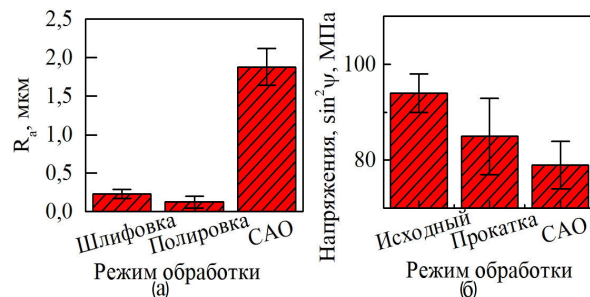 R_a, мкм
2,5
2,0
1,5
1,0
0,5
0,0
Шлифовка
Полировка
САО
Режим обработки
(а)
Напряжения, sin²ψ, МПа
100
80
Исходный
Прокатка
САО
Режим обработки
(б)